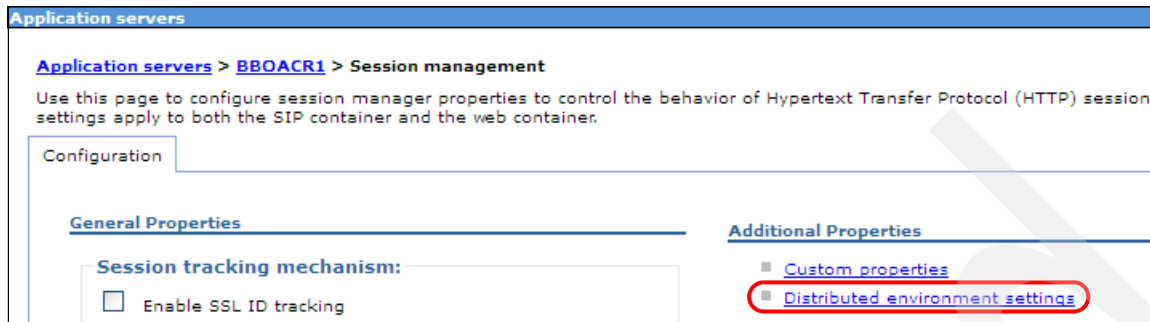 Application servers
Application servers > BBOACR1 > Session management
Use this page to configure session manager properties to control the behavior of Hypertext Transfer Protocol (HTTP) session
settings apply to both the SIP container and the web container.
Configuration
General Properties
Additional Properties
Session tracking mechanism:
Custom properties
Enable SSL ID tracking
Distributed environment settings